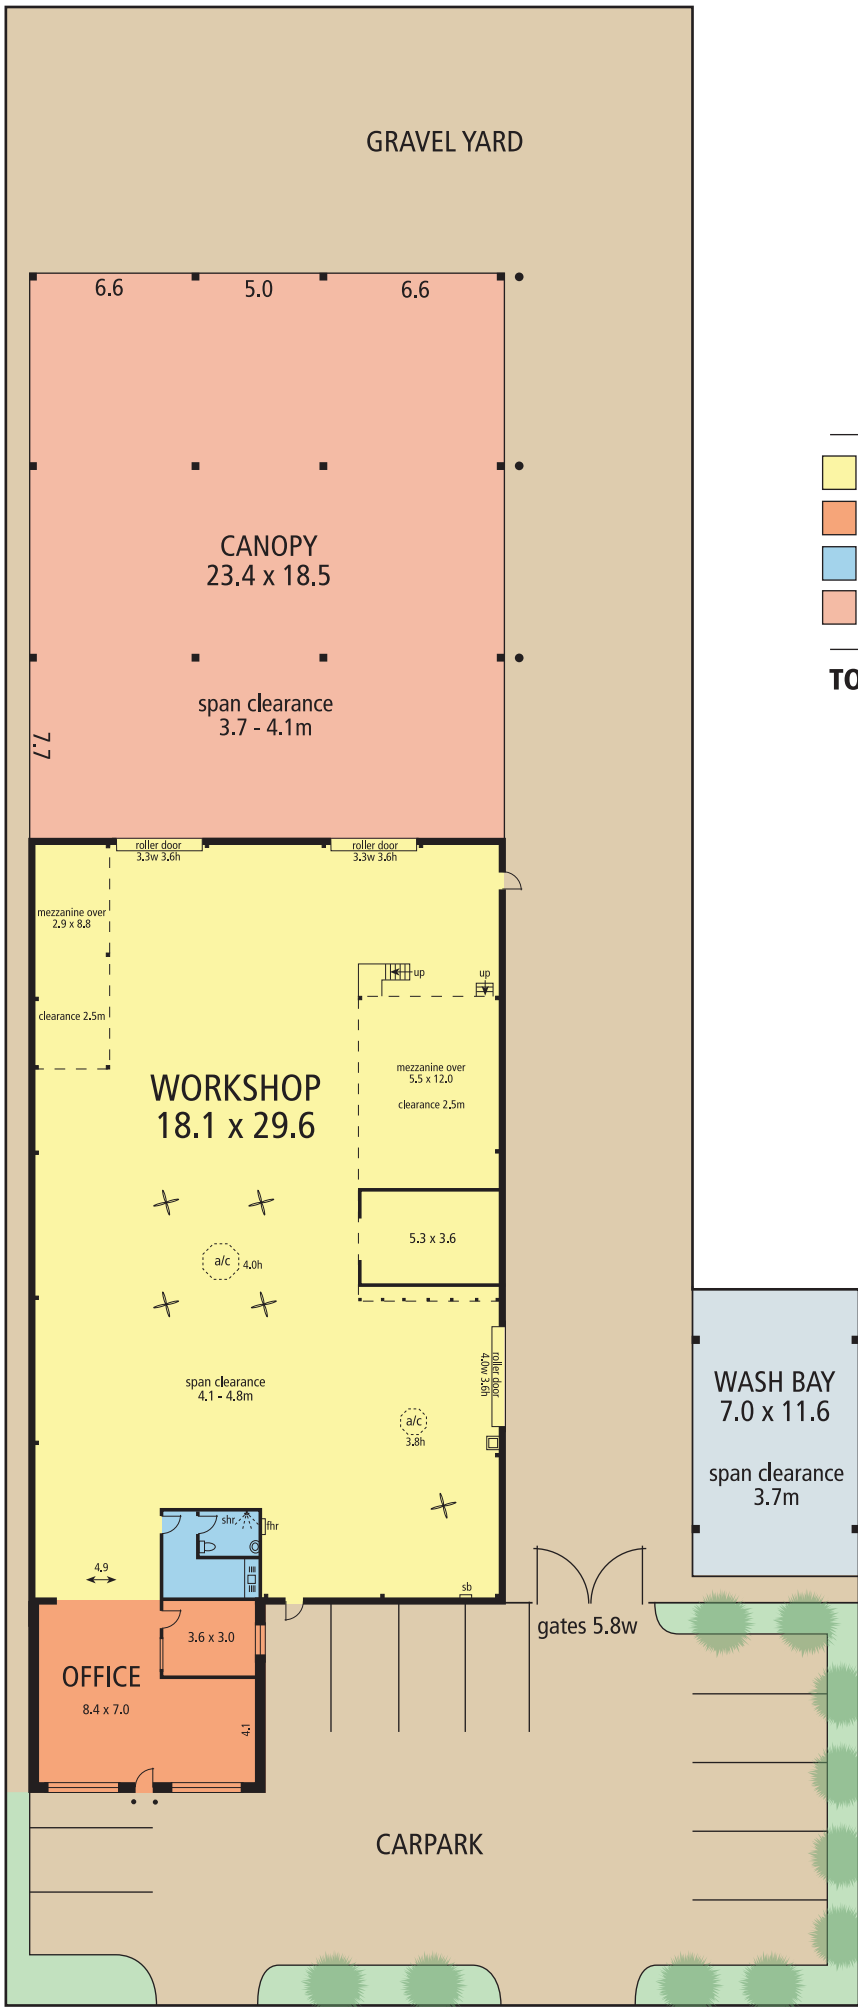 GRAVEL YARD
6.6
5.0
6.6
CANOPY
23.4 x 18.5
TO
span clearance
3.7 - 4.1m
7.7
roller door
3.3w 3.6h
roller door
3.3w 3.6h
mezzanine over
2.9 x 8.8
up
up
clearance 2.5m
mezzanine over
5.5 x 12.0
clearance 2.5m
WORKSHOP
18.1 x 29.6
5.3 x 3.6
a/c
4.0h
roller door
4.0w 3.6h
span clearance
4.1 - 4.8m
WASH BAY
7.0 x 11.6
a/c
3.8h
span clearance
3.7m
shr
fhr
4.9
sb
gates 5.8w
3.6 x 3.0
OFFICE
8.4 x 7.0
4.1
CARPARK